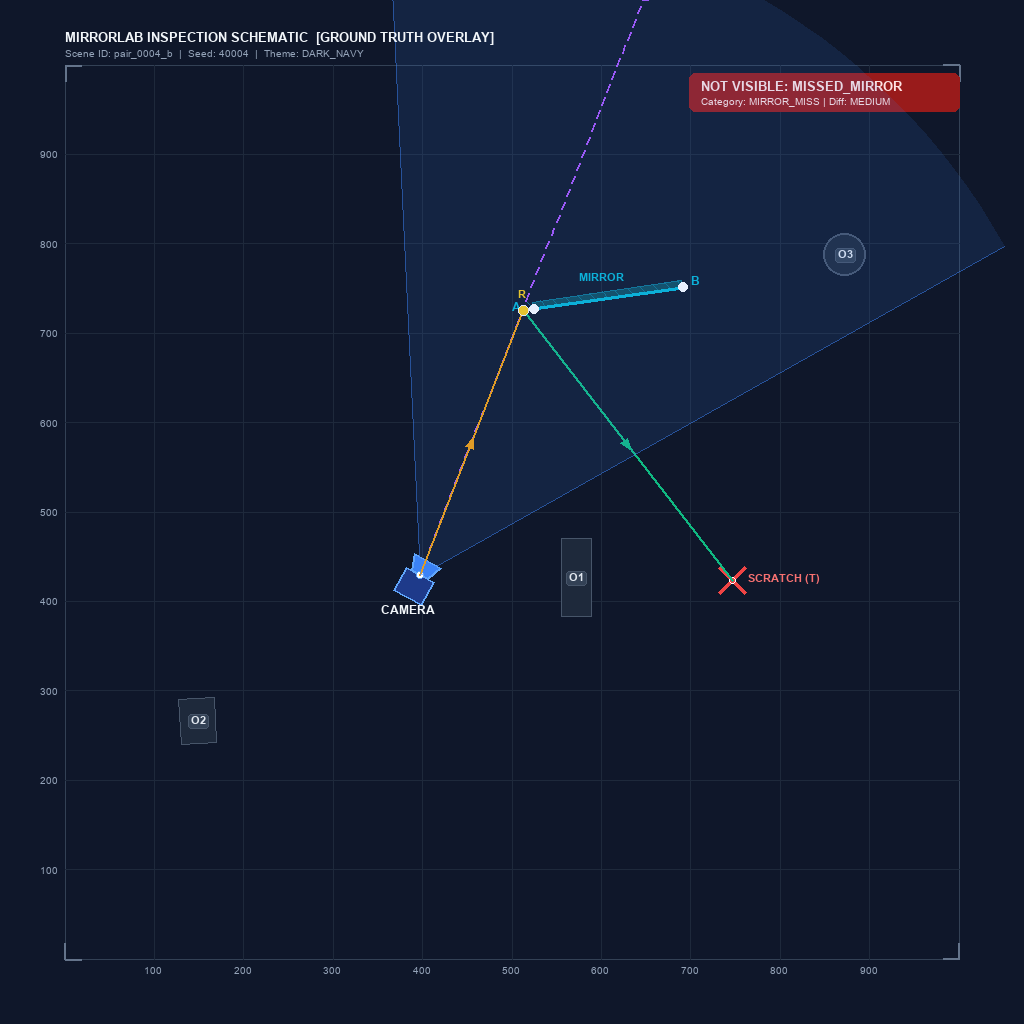 MIRRORLAB INSPECTION SCHEMATIC [GROUND TRUTH OVERLAY]
Scene ID: pair_0004_b | Seed: 40004 | Theme: DARK_NAVY
NOT VISIBLE: MISSED_MIRROR
Category: MIRROR_MISS | Diff: MEDIUM
900
800
O3
MIRROR
B
R
A
700
600
500
O1
SCRATCH (T)
400
CAMERA
300
O2
200
100
100 200 300 400 500 600 700 800 900